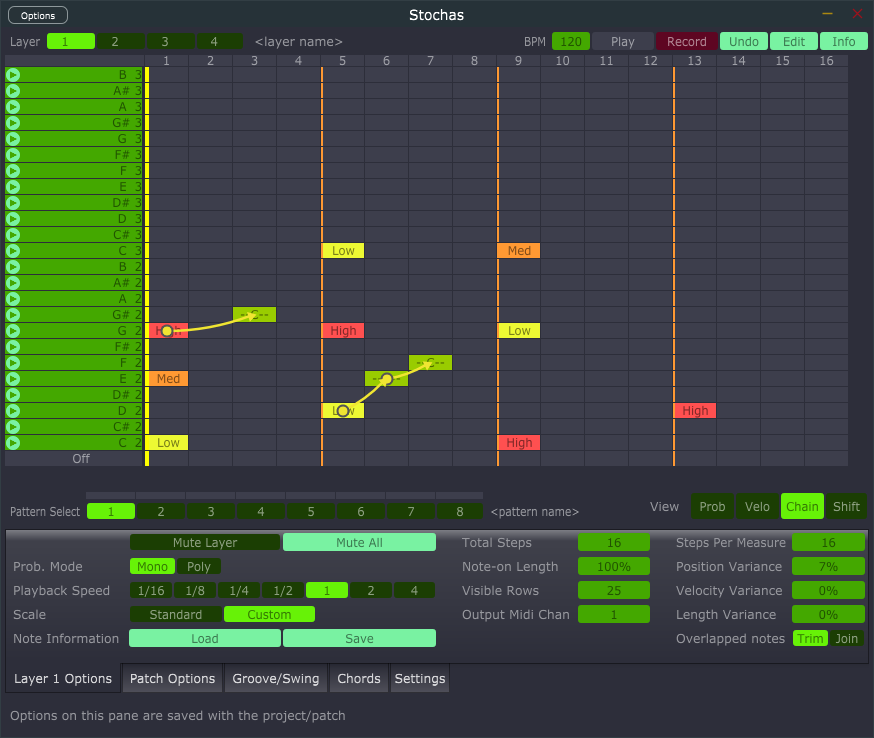 Options
Stochas
Layer 1 2 3 4 <layer name> BPM 120 Play Record Undo Edit Info
1 2 3 4 5 6 7 8 9 10 11 12 13 14 15 16
B 3
A# 3
A 3
G# 3
G 3
F# 3
F 3
E 3
D# 3
D 3
C# 3
C 3 Low Med
B 2
A# 2
A 2
G# 2 --C--
G 2 High High Low
F# 2
F 2 --C--
E 2 Med
D# 2
D 2 Low High
C# 2
C 2 Low High
Off
Pattern Select 1 2 3 4 5 6 7 8 <pattern name> View Prob Velo Chain Shift
Mute Layer Mute All Total Steps 16 Steps Per Measure 16
Prob. Mode Mono Poly Note-on Length 100% Position Variance 7%
Playback Speed 1/16 1/8 1/4 1/2 1 2 4 Visible Rows 25 Velocity Variance 0%
Scale Standard Custom Output Midi Chan 1 Length Variance 0%
Note Information Load Save Overlapped notes Trim Join
Layer 1 Options Patch Options Groove/Swing Chords Settings
Options on this pane are saved with the project/patch